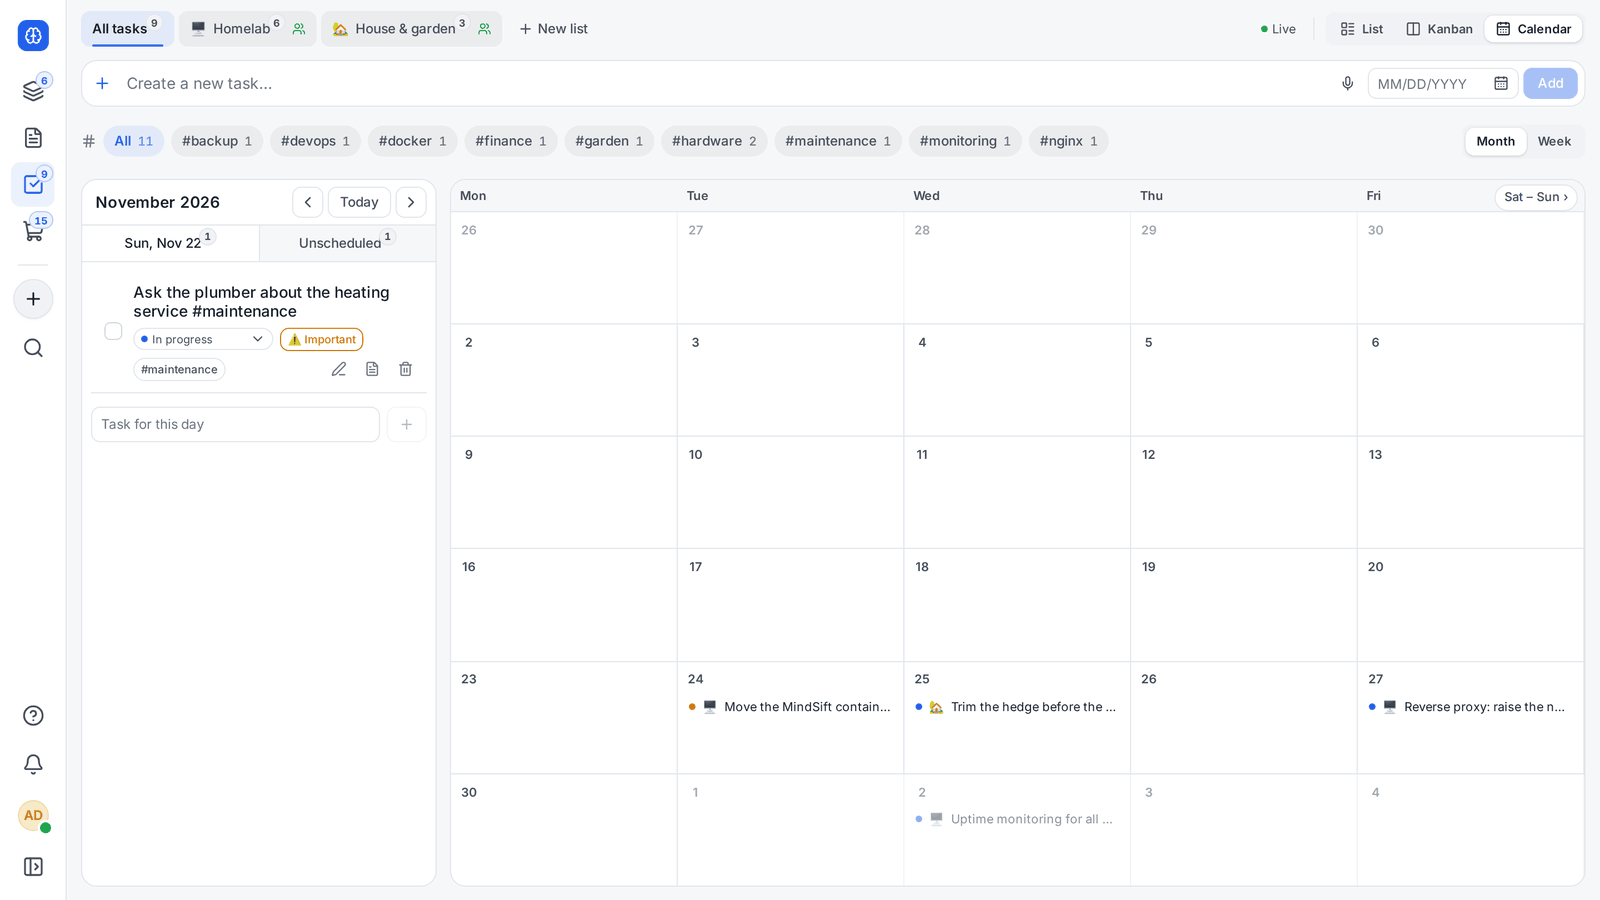 All tasks 9
Homelab 6
House & garden 3
New list
Live
List
Kanban
Calendar
6
9
15
AD
Create a new task...
MM/DD/YYYY
Add
# All 11
#backup 1
#devops 1
#docker 1
#finance 1
#garden 1
#hardware 2
#maintenance 1
#monitoring 1
#nginx 1
Month
Week
November 2026
Today
Sun, Nov 22 1
Unscheduled 1
Ask the plumber about the heating
service #maintenance
In progress
Important
#maintenance
Task for this day
Mon Tue Wed Thu Fri
Sat – Sun ›
26 27 28 29 30
2 3 4 5 6
9 10 11 12 13
16 17 18 19 20
23 24 25 26 27
Move the MindSift contain...
Trim the hedge before the ...
Reverse proxy: raise the n...
30 1 2 3 4
Uptime monitoring for all ...